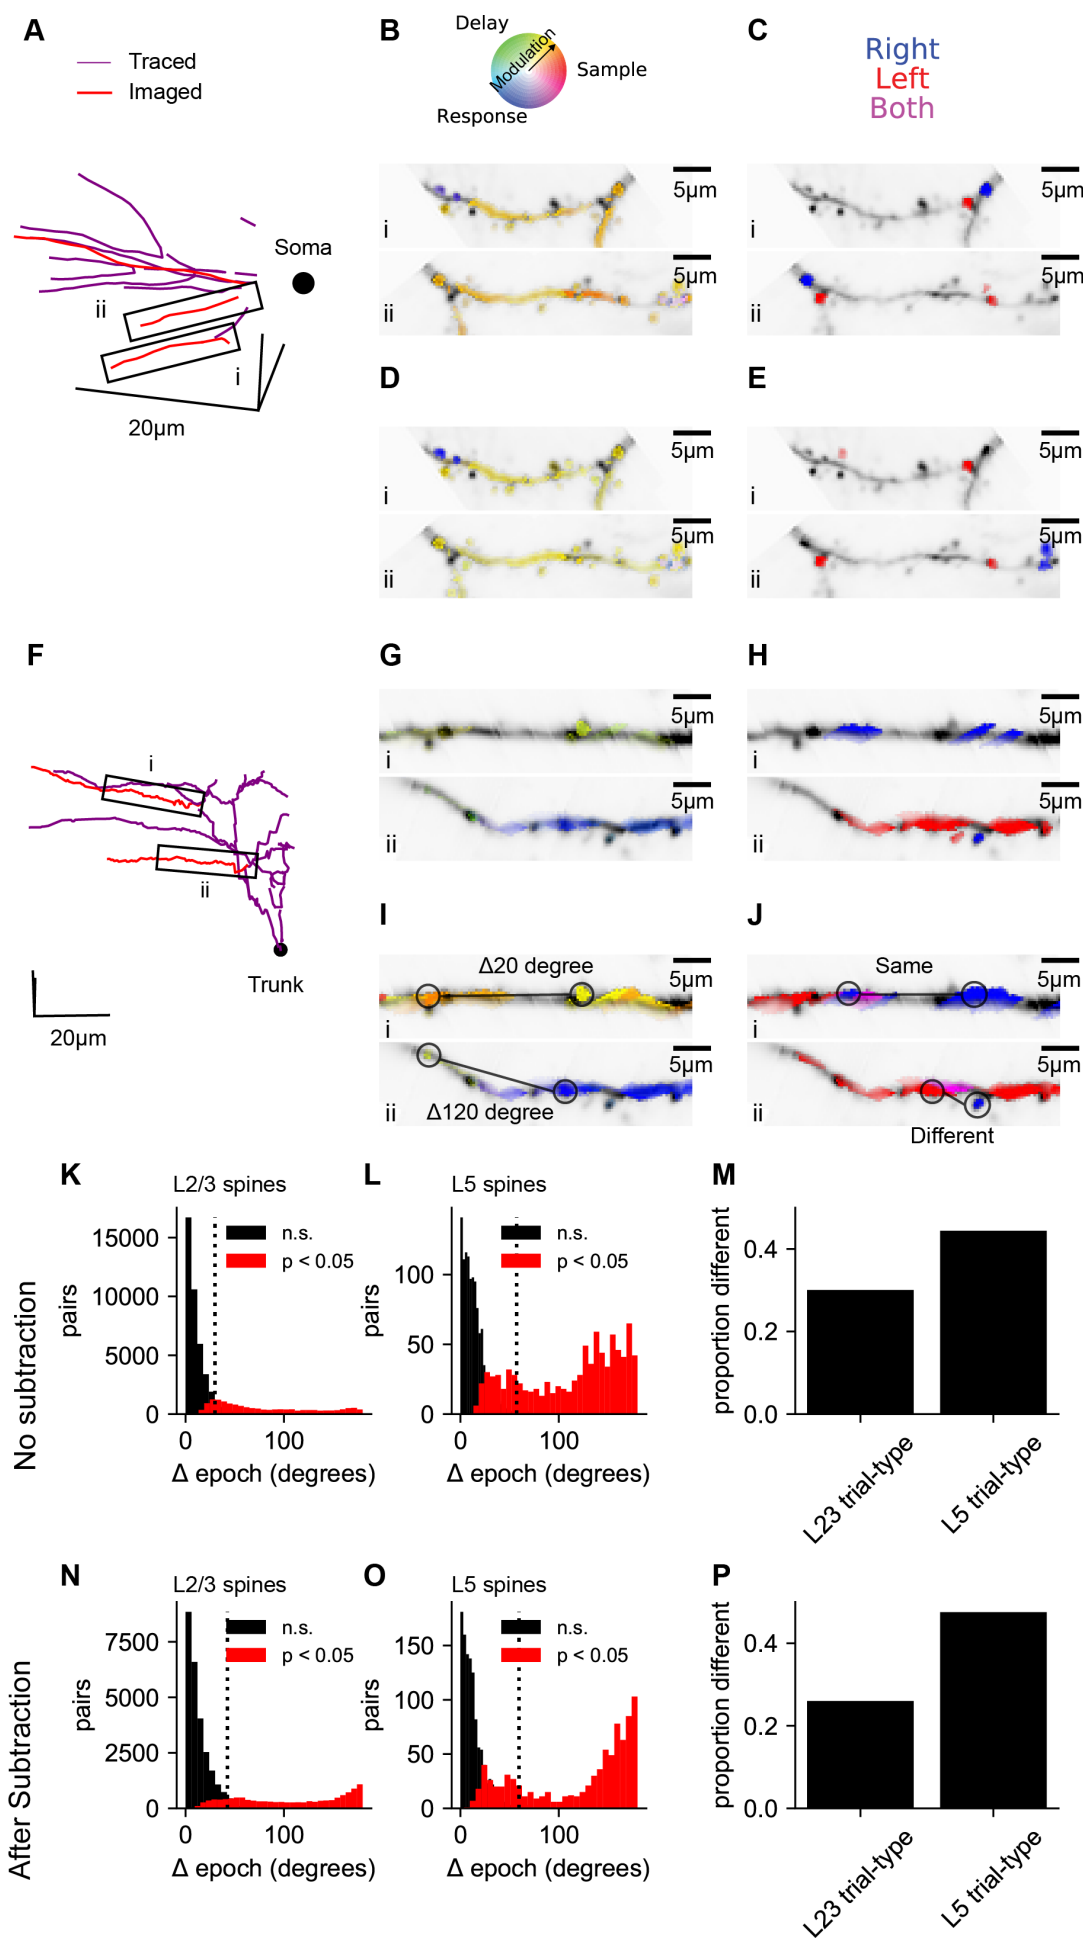 A
Traced
Imaged
Soma
ii
i
20µm
B
Delay
Modulation
Sample
Response
5µm
i
5µm
ii
C
Right
Left
Both
5µm
i
5µm
ii
D
5µm
i
5µm
ii
E
5µm
i
5µm
ii
F
i
ii
Trunk
20µm
G
5µm
i
5µm
ii
H
5µm
i
5µm
ii
I
Δ20 degree
5µm
i
5µm
Δ120 degree
ii
J
Same
5µm
i
5µm
ii
Different
No subtraction
K
L2/3 spines
n.s.
p < 0.05
pairs
15000
10000
5000
0
0 100
Δ epoch (degrees)
L
L5 spines
n.s.
p < 0.05
pairs
100
50
0
0 100
Δ epoch (degrees)
M
proportion different
0.4
0.2
0.0
L23 trial-type
L5 trial-type
After Subtraction
N
L2/3 spines
n.s.
p < 0.05
pairs
7500
5000
2500
0
0 100
Δ epoch (degrees)
O
L5 spines
n.s.
p < 0.05
pairs
150
100
50
0
0 100
Δ epoch (degrees)
P
proportion different
0.4
0.2
0.0
L23 trial-type
L5 trial-type